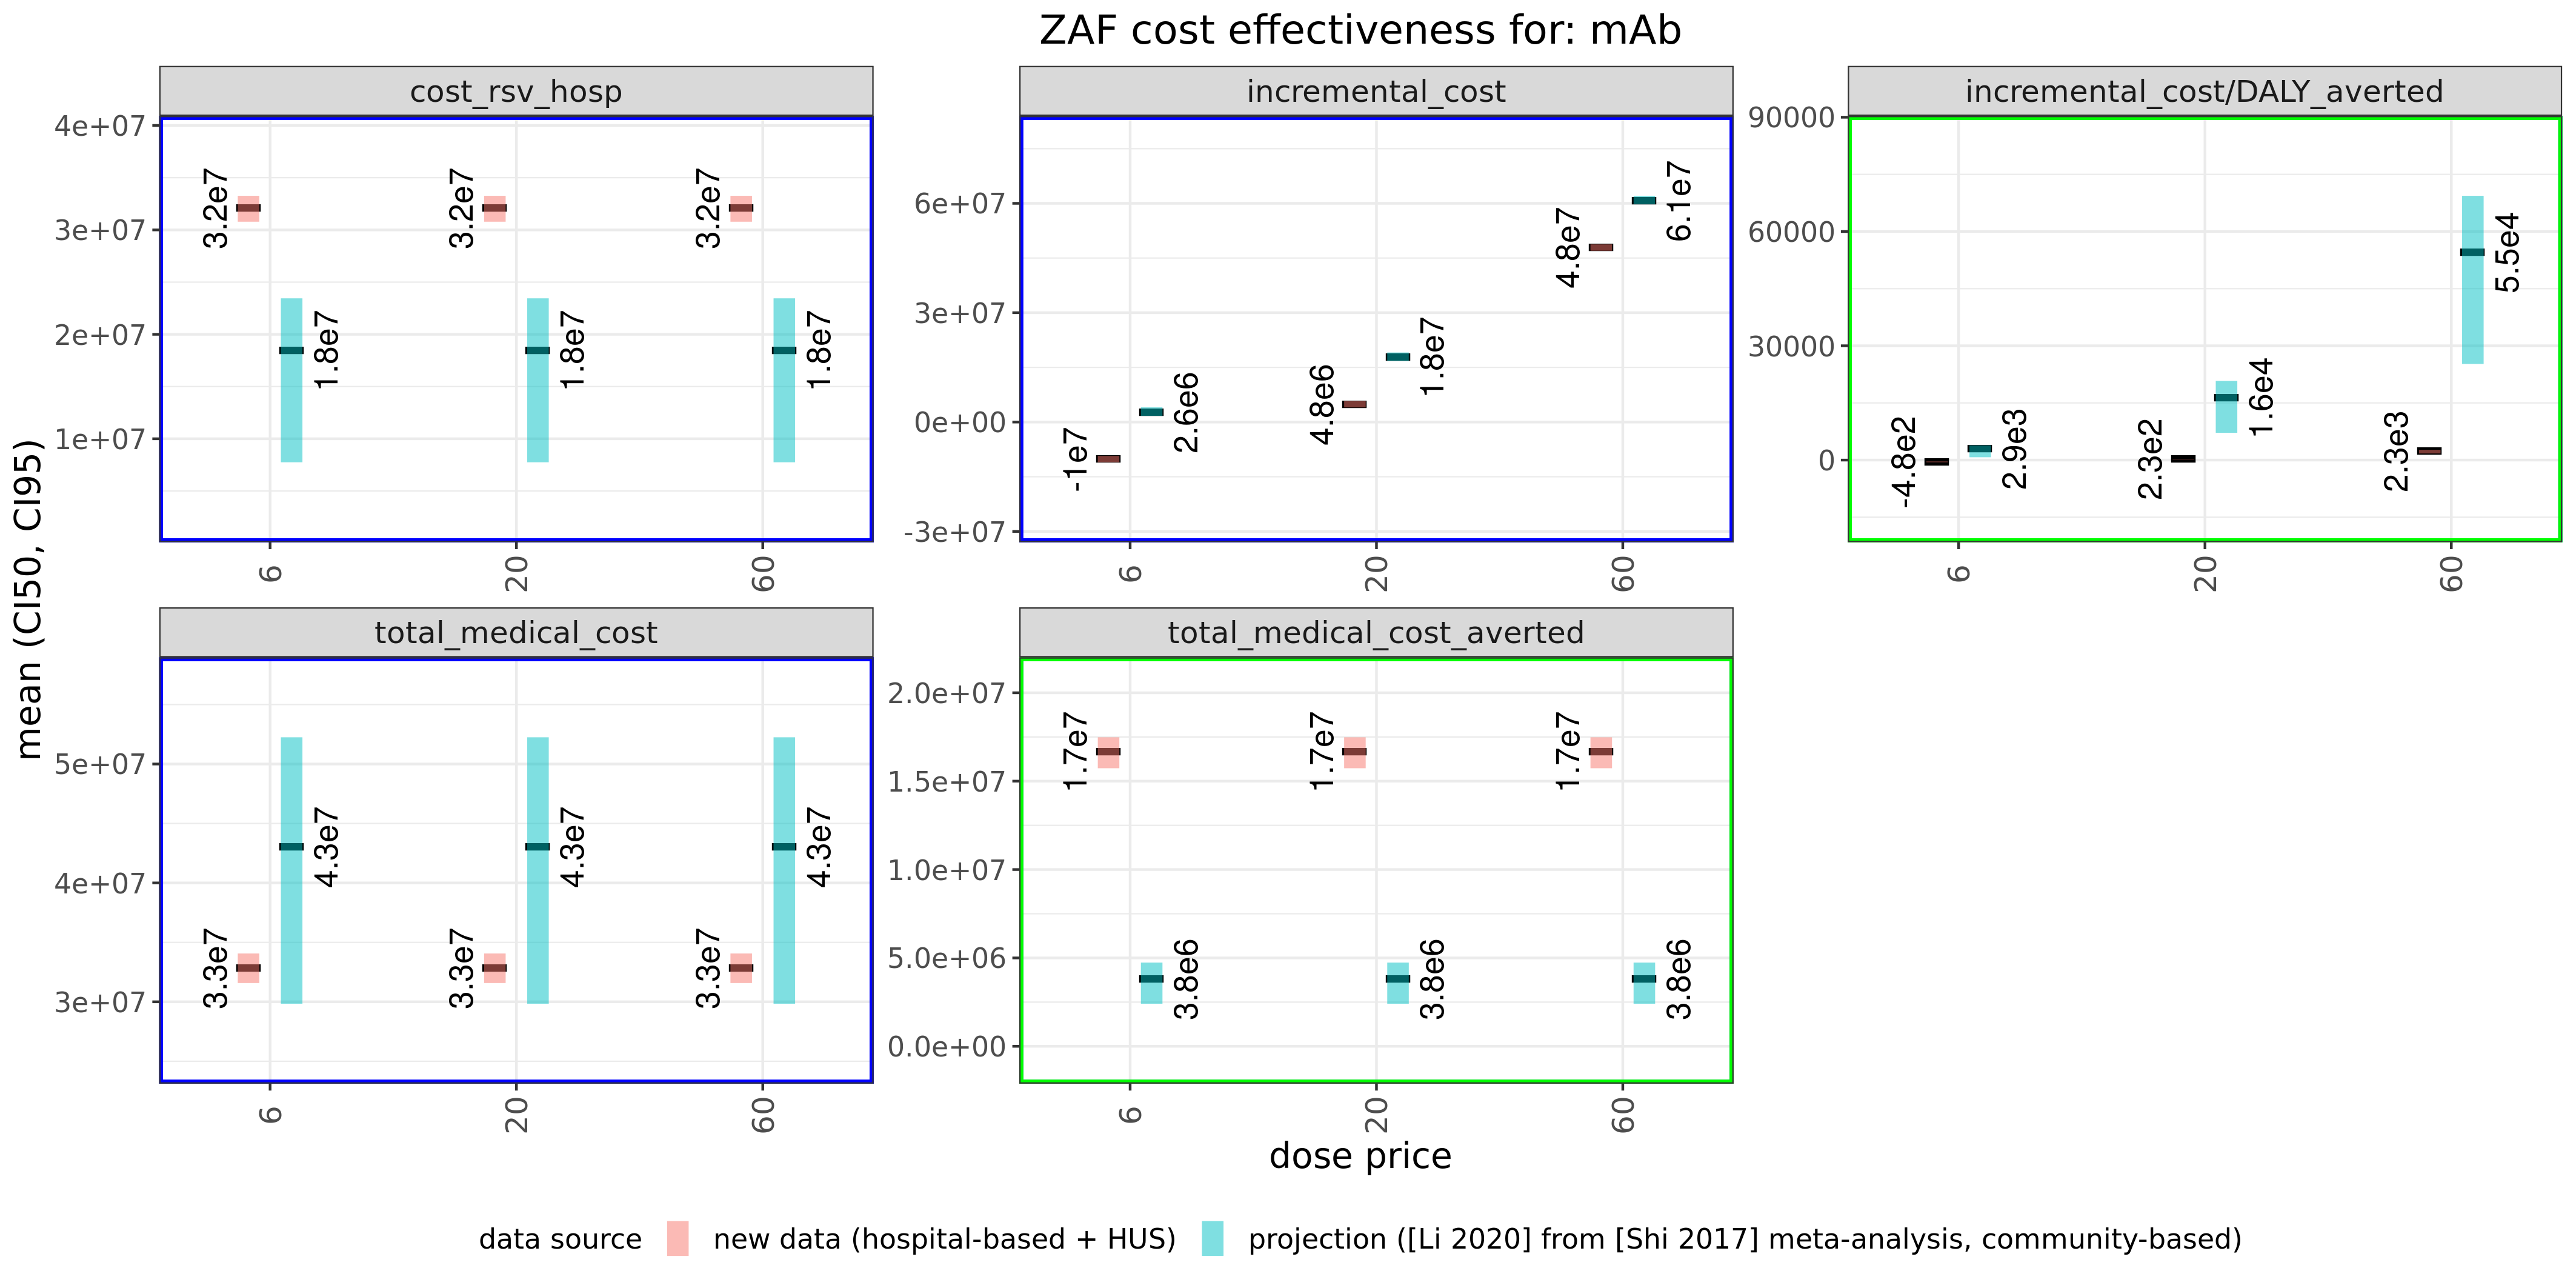 ZAF cost effectiveness for: mAb
mean (CI50, CI95)
cost_rsv_hosp
4e+07
3e+07
2e+07
1e+07
3.2e7
1.8e7
3.2e7
1.8e7
3.2e7
1.8e7
6
20
60
incremental_cost
6e+07
3e+07
0e+00
-3e+07
-1e7
2.6e6
4.8e6
1.8e7
4.8e7
6.1e7
6
20
60
incremental_cost/DALY_averted
90000
60000
30000
0
-4.8e2
2.9e3
2.3e2
1.6e4
2.3e3
5.5e4
6
20
60
total_medical_cost
5e+07
4e+07
3e+07
3.3e7
4.3e7
3.3e7
4.3e7
3.3e7
4.3e7
6
20
60
total_medical_cost_averted
2.0e+07
1.5e+07
1.0e+07
5.0e+06
0.0e+00
1.7e7
3.8e6
1.7e7
3.8e6
1.7e7
3.8e6
6
20
60
dose price
data source
new data (hospital-based + HUS)
projection ([Li 2020] from [Shi 2017] meta-analysis, community-based)